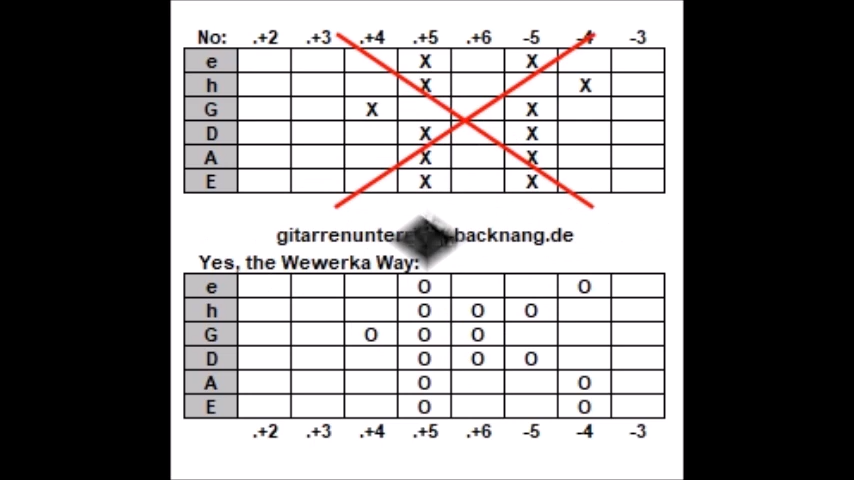 No: .+2 .+3 .+4 .+5 .+6 -5 -4 -3
e X X
h X X
G X X
D X X
A X X
E X X
gitarrenunter backnang.de
Yes, the Wewerka Way:
e O O
h O O O
G O O O
D O O O
A O O
E O O
.+2 .+3 .+4 .+5 .+6 -5 -4 -3